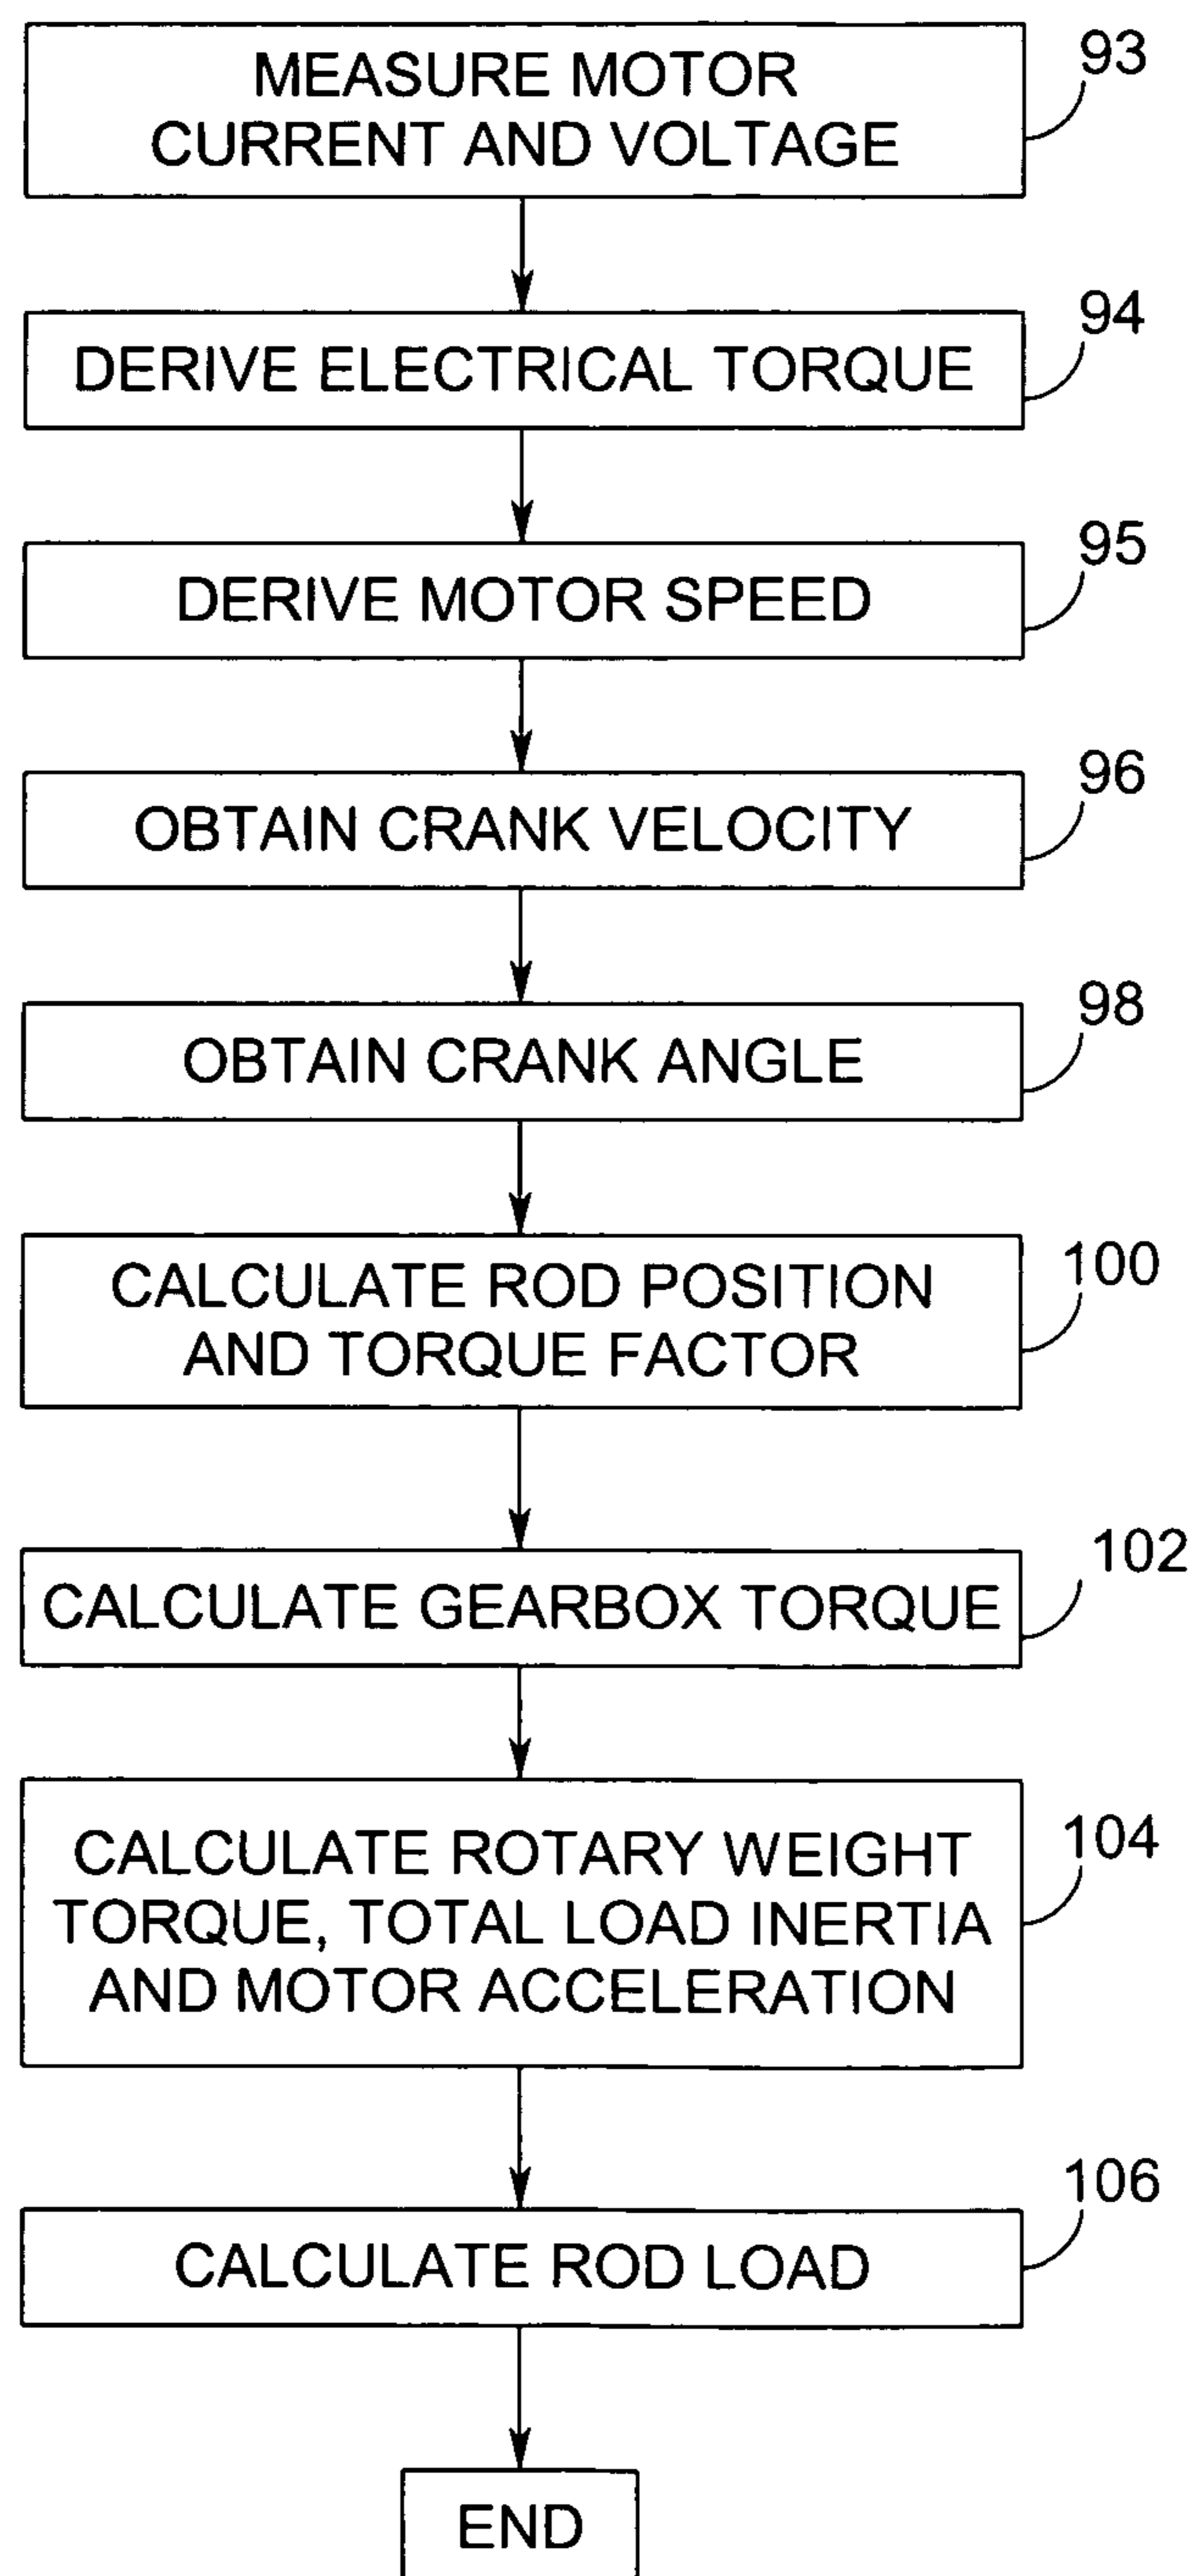 MEASURE MOTOR
CURRENT AND VOLTAGE
93
DERIVE ELECTRICAL TORQUE
94
DERIVE MOTOR SPEED
95
OBTAIN CRANK VELOCITY
96
OBTAIN CRANK ANGLE
98
CALCULATE ROD POSITION
AND TORQUE FACTOR
100
CALCULATE GEARBOX TORQUE
102
CALCULATE ROTARY WEIGHT
TORQUE, TOTAL LOAD INERTIA
AND MOTOR ACCELERATION
104
CALCULATE ROD LOAD
106
END